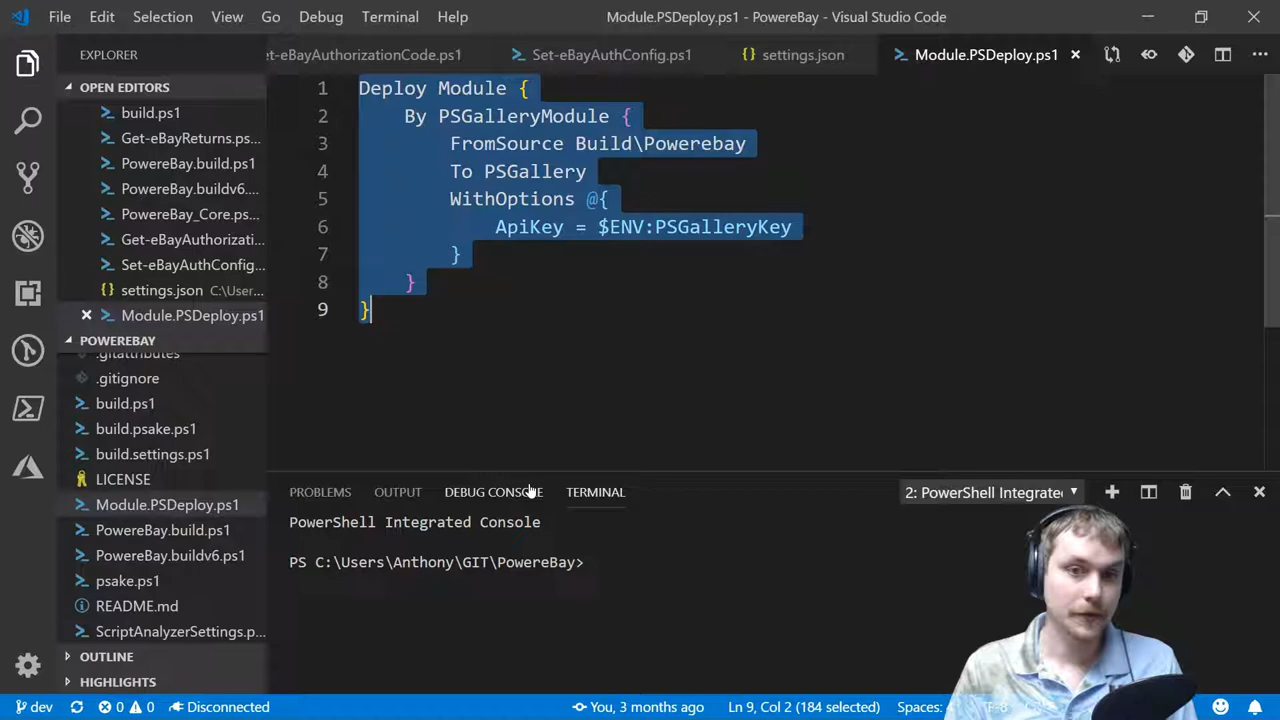 File Edit Selection View Go Debug Terminal Help Module.PSDeploy.ps1 - PowereBay - Visual Studio Code
EXPLORER
et-eBayAuthorizationCode.ps1 Set-eBayAuthConfig.ps1 settings.json Module.PSDeploy.ps1
OPEN EDITORS
build.ps1
Get-eBayReturns.ps...
PowereBay.build.ps1
PowereBay.buildv6....
PowereBay_Core.ps...
Get-eBayAuthorizati...
Set-eBayAuthConfig...
settings.json C:\User...
Module.PSDeploy.ps1
POWEREBAY
.gitattributes
.gitignore
build.ps1
build.psake.ps1
build.settings.ps1
LICENSE
Module.PSDeploy.ps1
PowereBay.build.ps1
PowereBay.buildv6.ps1
psake.ps1
README.md
ScriptAnalyzerSettings.p...
OUTLINE
HIGHLIGHTS
1 Deploy Module {
2 By PSGalleryModule {
3 FromSource Build\Powerebay
4 To PSGallery
5 WithOptions @{
6 ApiKey = $ENV:PSGalleryKey
7 }
8 }
9 }
PROBLEMS OUTPUT DEBUG CONSOLE TERMINAL 2: PowerShell Integrated
PowerShell Integrated Console
PS C:\Users\Anthony\GIT\PowereBay>
dev 0 0 Disconnected You, 3 months ago Ln 9, Col 2 (184 selected) Spaces: